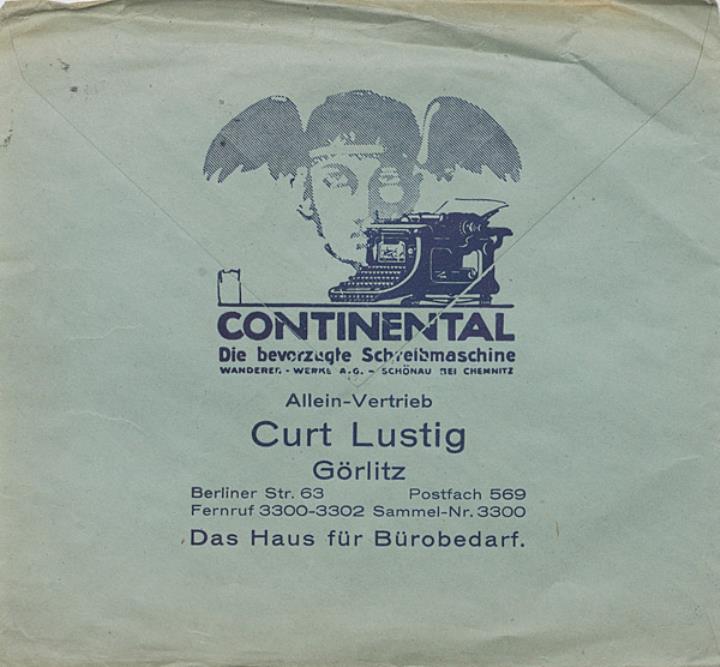 CONTINENTAL
Die bevorzugte Schreibmaschine
WANDERER - WERKE A.G. - SCHÖNAU BEI CHEMNITZ
Allein-Vertrieb
Curt Lustig
Görlitz
Berliner Str. 63 Postfach 569
Fernruf 3300-3302 Sammel-Nr. 3300
Das Haus für Bürobedarf.